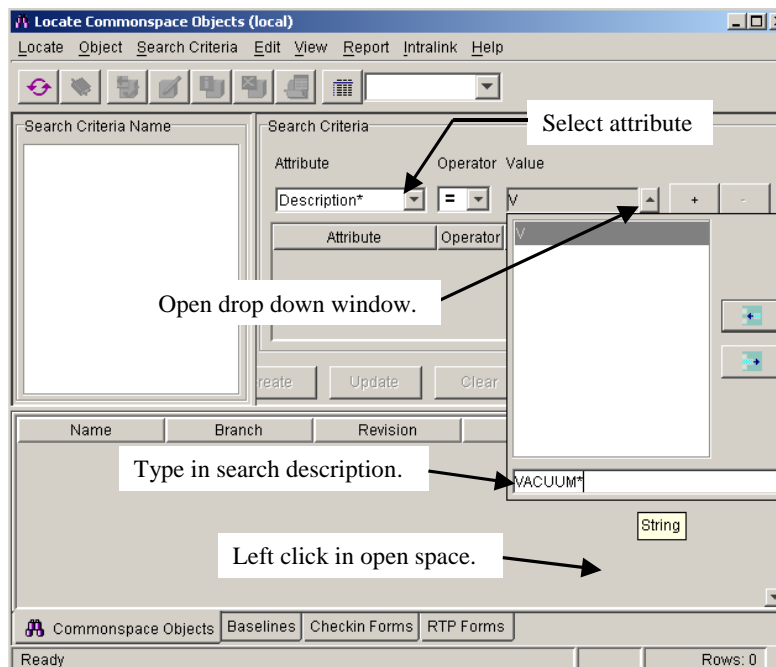 Locate Commonspace Objects (local)
Locate Object Search Criteria Edit View Report Intralink Help
Search Criteria Name
Search Criteria
Select attribute
Attribute Operator Value
Description* = V
+ -
Attribute Operator
V
Open drop down window.
reate Update Clear
Name Branch Revision
Type in search description.
VACUUM*
String
Left click in open space.
Commonspace Objects Baselines Checkin Forms RTP Forms
Ready Rows: 0